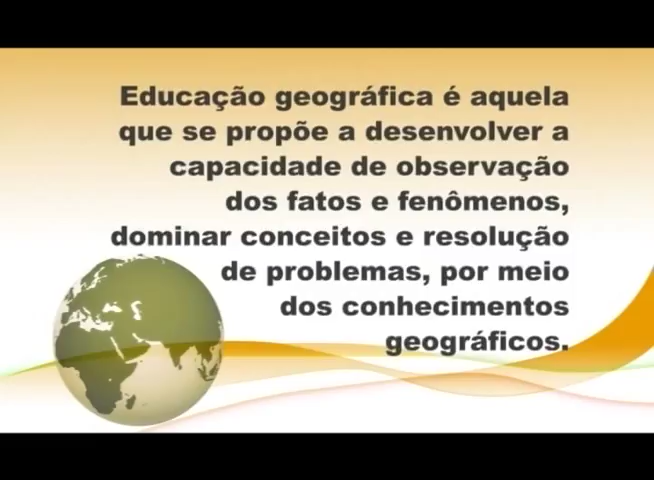 Educação geográfica é aquela
que se propõe a desenvolver a
capacidade de observação
dos fatos e fenômenos,
dominar conceitos e resolução
de problemas, por meio
dos conhecimentos
geográficos.